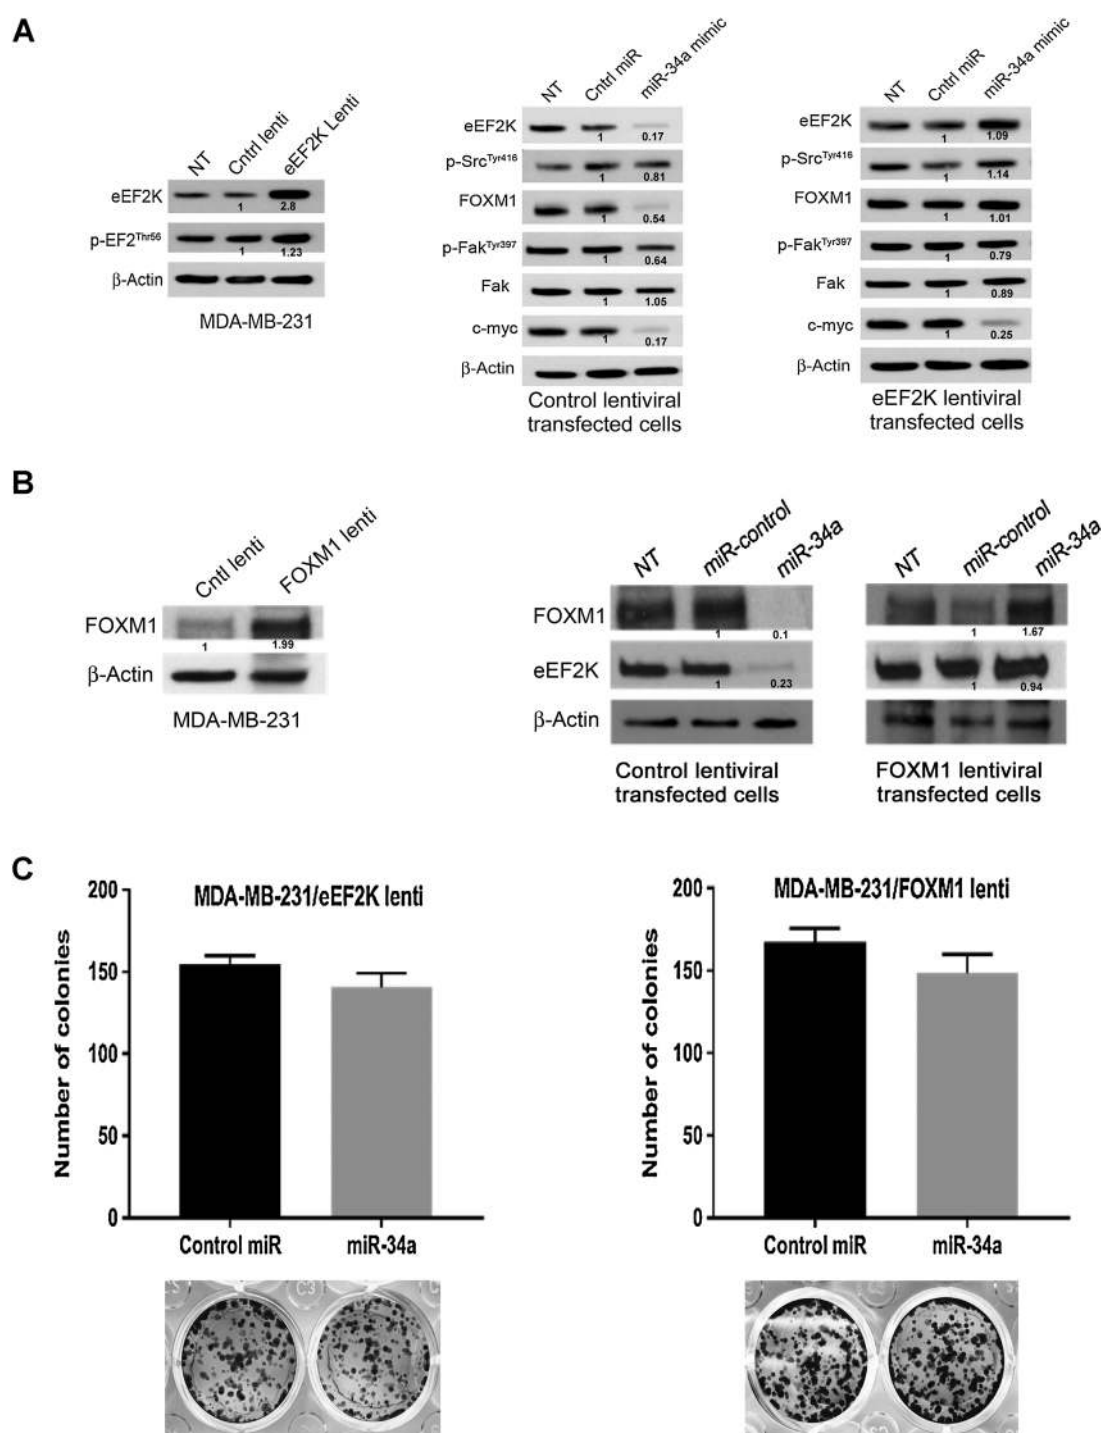 A
NT
Cntrl lenti
eEF2K Lenti
eEF2K
1 2.8
p-EF2Thr56
1 1.23
β-Actin
MDA-MB-231
NT
Cntrl miR
miR-34a mimic
eEF2K
1 0.17
p-SrcTyr416
1 0.81
FOXM1
1 0.54
p-FakTyr397
1 0.64
Fak
1 1.05
c-myc
1 0.17
β-Actin
Control lentiviral
transfected cells
NT
Cntrl miR
miR-34a mimic
eEF2K
1 1.09
p-SrcTyr416
1 1.14
FOXM1
1 1.01
p-FakTyr397
1 0.79
Fak
1 0.89
c-myc
1 0.25
β-Actin
eEF2K lentiviral
transfected cells
B
Cntl lenti
FOXM1 lenti
FOXM1
1 1.99
β-Actin
MDA-MB-231
NT
miR-control
miR-34a
FOXM1
1 0.1
eEF2K
1 0.23
β-Actin
Control lentiviral
transfected cells
NT
miR-control
miR-34a
1 1.67
1 0.94
FOXM1 lentiviral
transfected cells
C
MDA-MB-231/eEF2K lenti
Number of colonies
200
150
100
50
0
Control miR miR-34a
C3
MDA-MB-231/FOXM1 lenti
Number of colonies
200
150
100
50
0
Control miR miR-34a